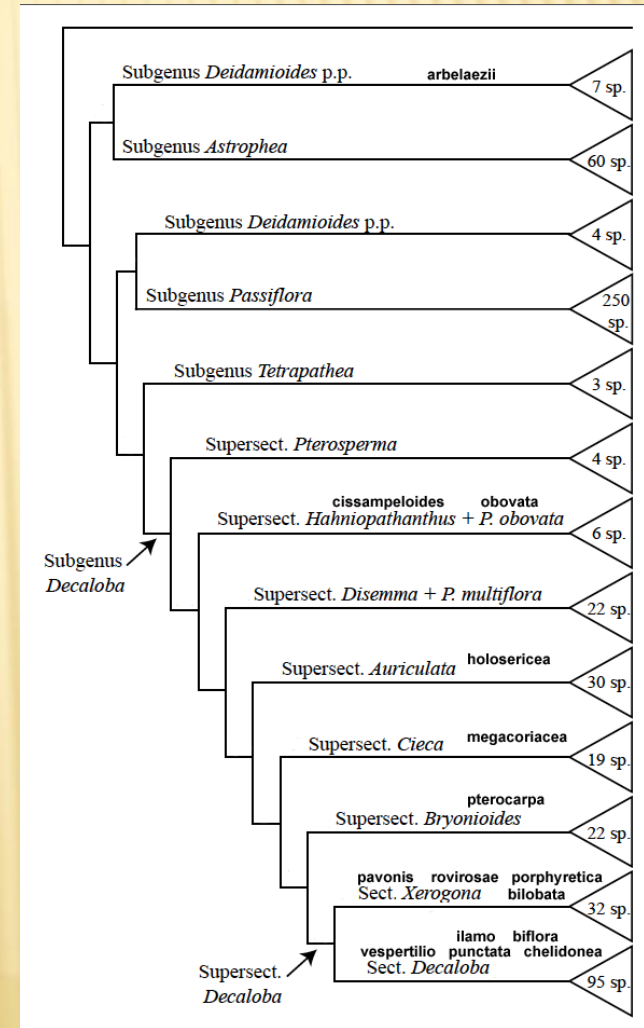 Subgenus Deidamioides p.p. arbelaezii
7 sp.
Subgenus Astrophea
60 sp.
Subgenus Deidamioides p.p.
4 sp.
Subgenus Passiflora
250
sp.
Subgenus Tetrapathea
3 sp.
Supersect. Pterosperma
4 sp.
cissampeloides obovata
Supersect. Hahniopathanthus + P. obovata
6 sp.
Subgenus
Decaloba
Supersect. Disemma + P. multiflora
22 sp.
holosericea
Supersect. Auriculata
30 sp.
megacoriacea
Supersect. Cieca
19 sp.
pterocarpa
Supersect. Bryonioides
22 sp.
pavonis rovirosae porphyretica
Sect. Xerogona bilobata
32 sp.
ilamo biflora
vespertilio punctata chelidonea
Sect. Decaloba
95 sp.
Supersect.
Decaloba